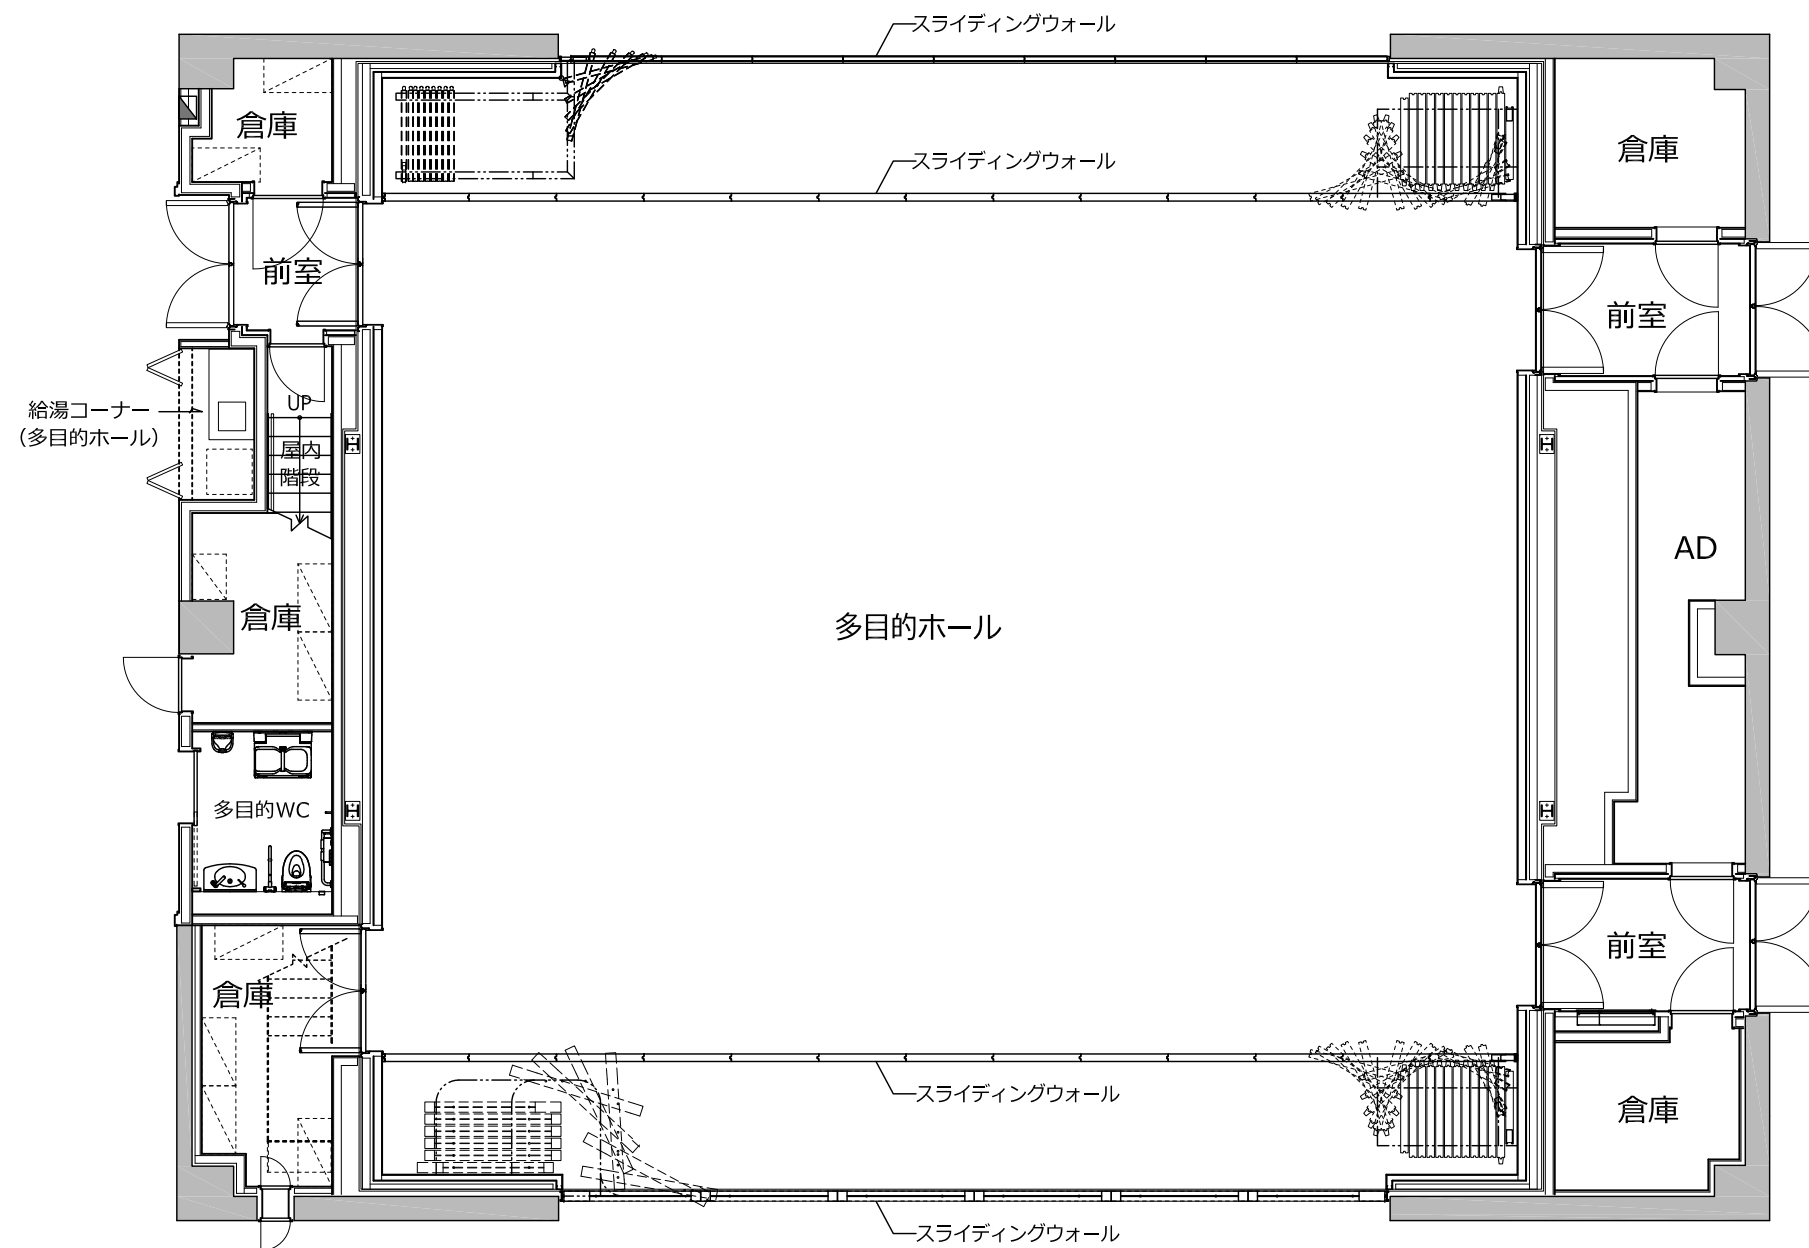 スライディングウォール
倉庫
スライディングウォール
倉庫
前室
前室
給湯コーナー
（多目的ホール）
UP
屋内
階段
AD
倉庫
多目的ホール
多目的WC
前室
倉庫
スライディングウォール
倉庫
スライディングウォール